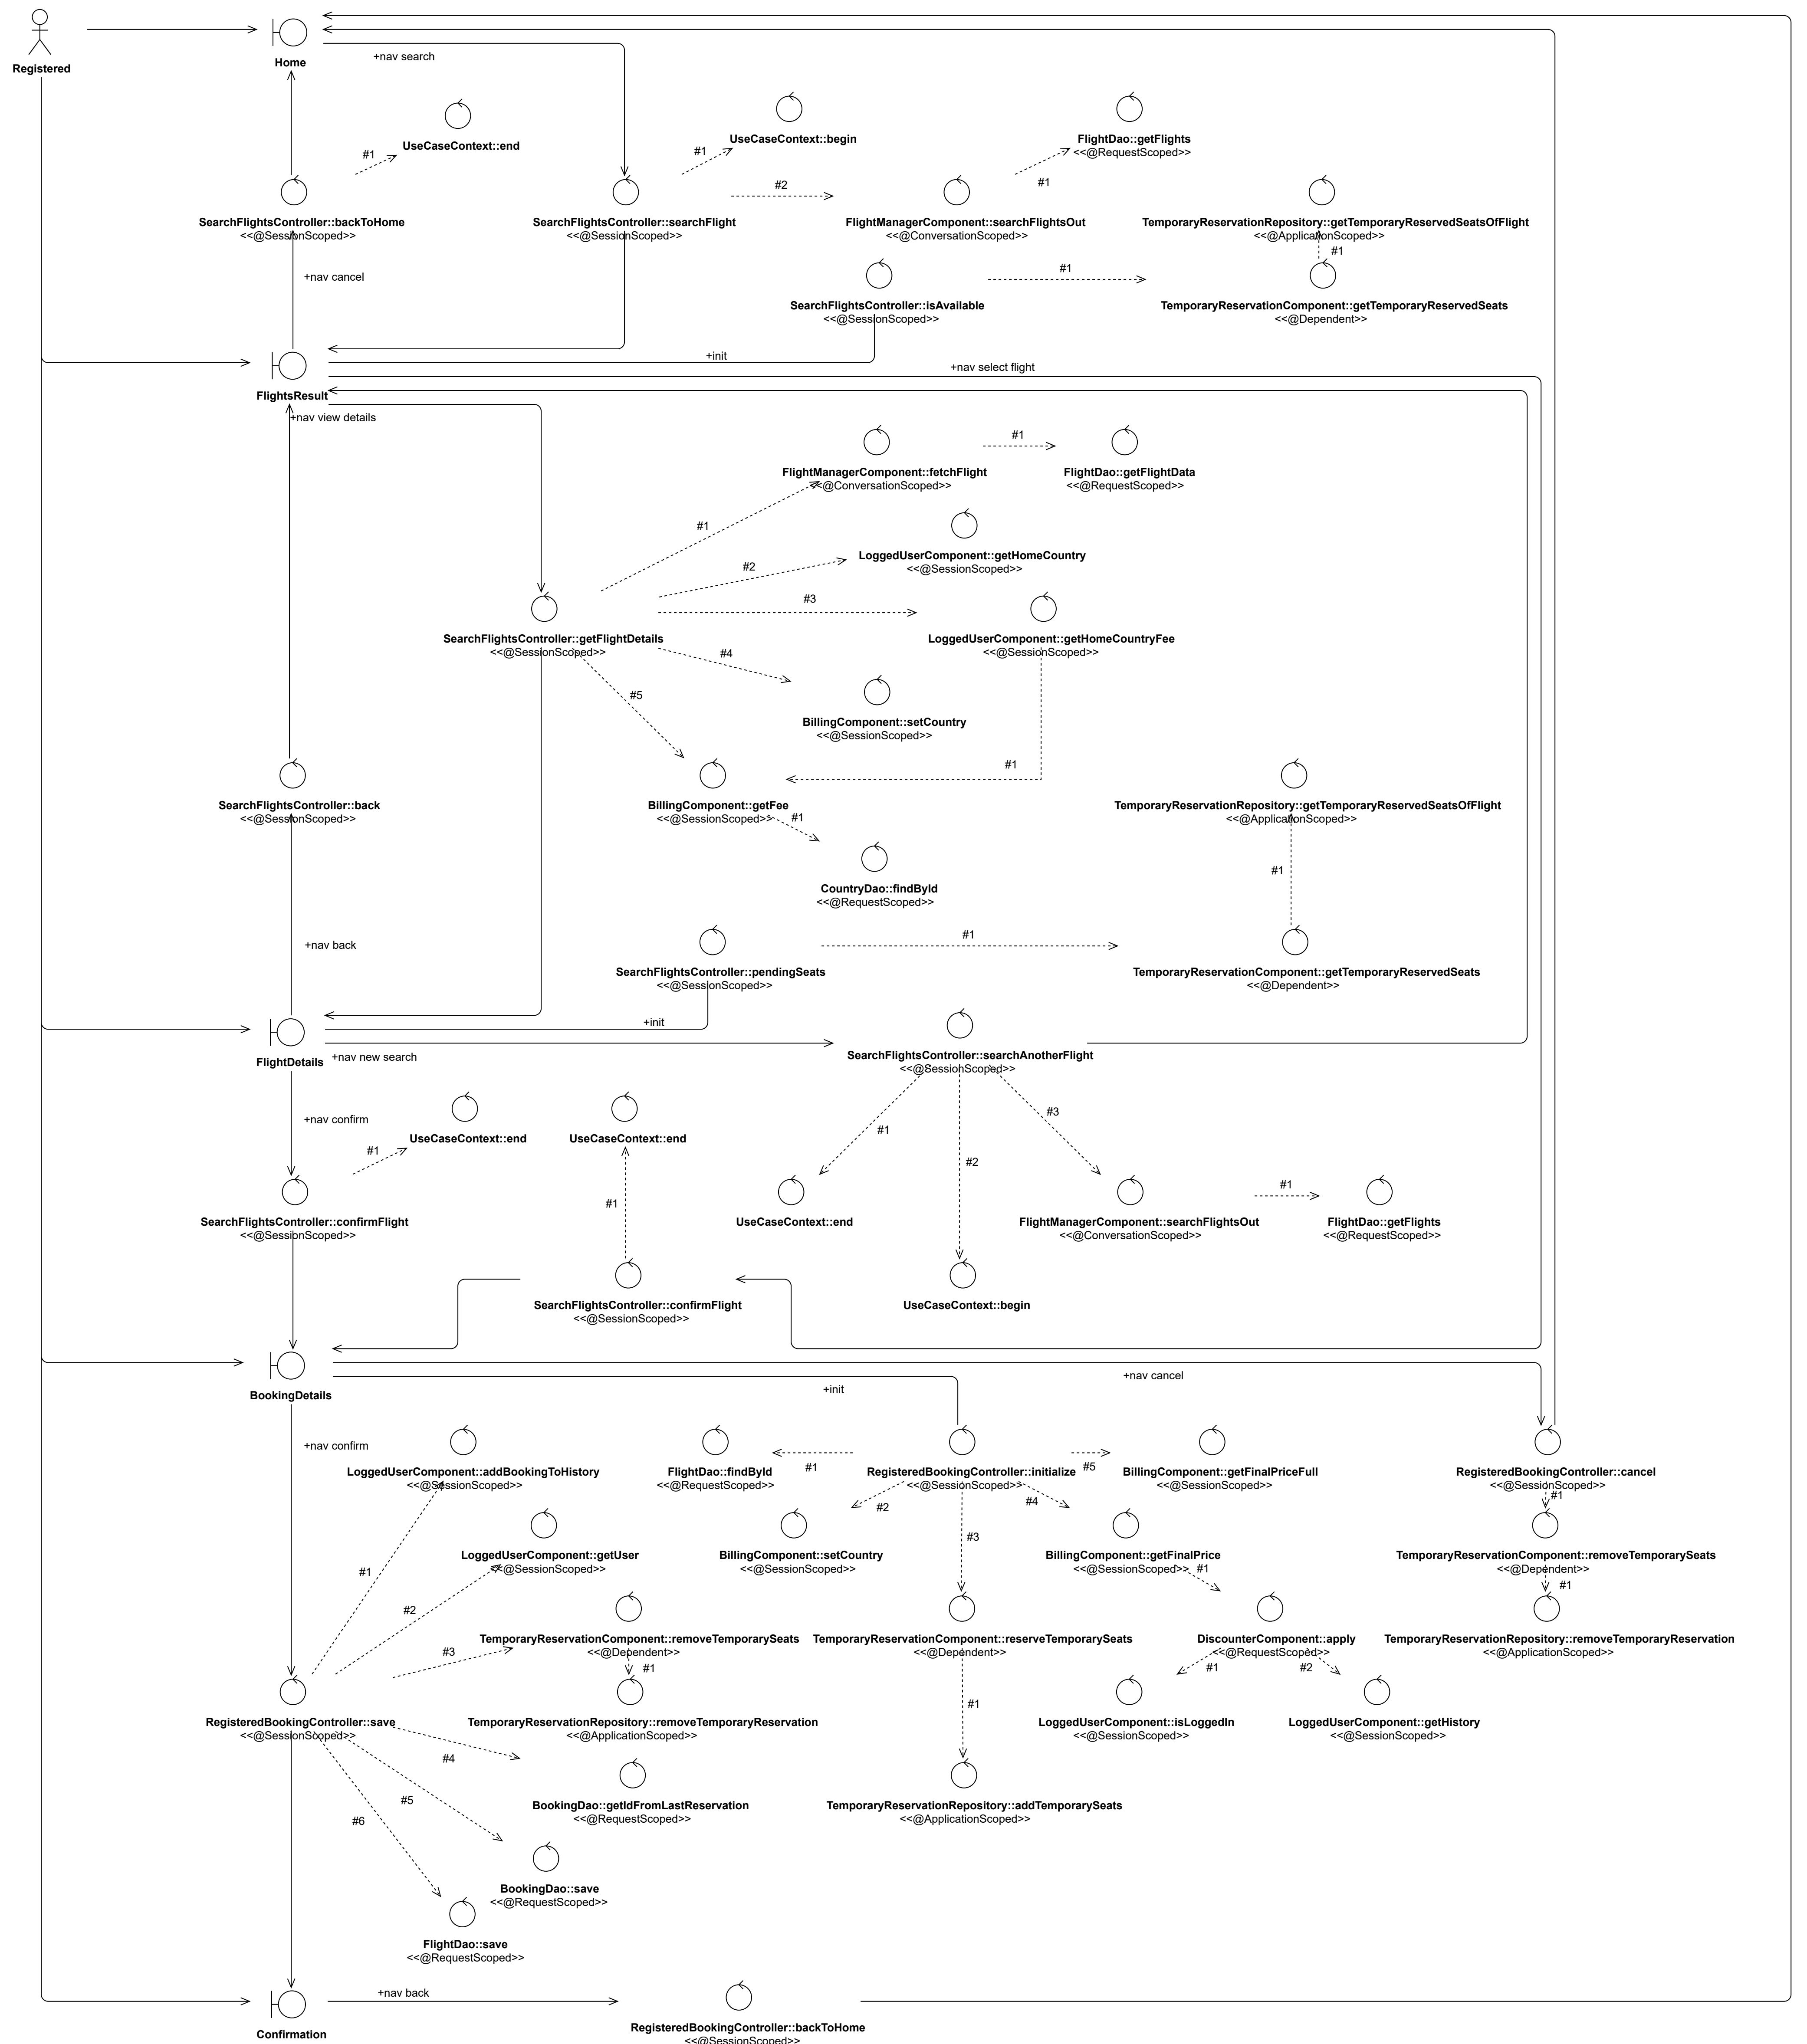 Registered
Home
+nav search
UseCaseContext::end
#1
UseCaseContext::begin
#1
FlightDao::getFlights
<<@RequestScoped>>
#1
#2
SearchFlightsController::backToHome
<<@SessionScoped>>
SearchFlightsController::searchFlight
<<@SessionScoped>>
FlightManagerComponent::searchFlightsOut
<<@ConversationScoped>>
TemporaryReservationRepository::getTemporaryReservedSeatsOfFlight
<<@ApplicationScoped>>
#1
+nav cancel
#1
SearchFlightsController::isAvailable
<<@SessionScoped>>
TemporaryReservationComponent::getTemporaryReservedSeats
<<@Dependent>>
+init
+nav select flight
FlightsResult
+nav view details
#1
FlightManagerComponent::fetchFlight
<<@ConversationScoped>>
FlightDao::getFlightData
<<@RequestScoped>>
#1
LoggedUserComponent::getHomeCountry
<<@SessionScoped>>
#2
#3
SearchFlightsController::getFlightDetails
<<@SessionScoped>>
LoggedUserComponent::getHomeCountryFee
<<@SessionScoped>>
#4
#5
BillingComponent::setCountry
<<@SessionScoped>>
#1
SearchFlightsController::back
<<@SessionScoped>>
BillingComponent::getFee
<<@SessionScoped>>
#1
TemporaryReservationRepository::getTemporaryReservedSeatsOfFlight
<<@ApplicationScoped>>
#1
CountryDao::findById
<<@RequestScoped>>
+nav back
#1
SearchFlightsController::pendingSeats
<<@SessionScoped>>
TemporaryReservationComponent::getTemporaryReservedSeats
<<@Dependent>>
+init
FlightDetails
+nav new search
SearchFlightsController::searchAnotherFlight
<<@SessionScoped>>
+nav confirm
UseCaseContext::end
#1
UseCaseContext::end
#1
#1
#2
#3
#1
SearchFlightsController::confirmFlight
<<@SessionScoped>>
UseCaseContext::end
FlightManagerComponent::searchFlightsOut
<<@ConversationScoped>>
FlightDao::getFlights
<<@RequestScoped>>
SearchFlightsController::confirmFlight
<<@SessionScoped>>
UseCaseContext::begin
BookingDetails
+nav cancel
+init
+nav confirm
LoggedUserComponent::addBookingToHistory
<<@SessionScoped>>
FlightDao::findById
<<@RequestScoped>>
#1
RegisteredBookingController::initialize
<<@SessionScoped>>
#5
BillingComponent::getFinalPriceFull
<<@SessionScoped>>
RegisteredBookingController::cancel
<<@SessionScoped>>
#1
#2
#3
#4
LoggedUserComponent::getUser
<<@SessionScoped>>
BillingComponent::setCountry
<<@SessionScoped>>
BillingComponent::getFinalPrice
<<@SessionScoped>>
#1
TemporaryReservationComponent::removeTemporarySeats
<<@Dependent>>
#1
#1
#2
#3
TemporaryReservationComponent::removeTemporarySeats
<<@Dependent>>
#1
TemporaryReservationComponent::reserveTemporarySeats
<<@Dependent>>
#1
DiscounterComponent::apply
<<@RequestScoped>>
#1
#2
TemporaryReservationRepository::removeTemporaryReservation
<<@ApplicationScoped>>
RegisteredBookingController::save
<<@SessionScoped>>
TemporaryReservationRepository::removeTemporaryReservation
<<@ApplicationScoped>>
LoggedUserComponent::isLoggedIn
<<@SessionScoped>>
LoggedUserComponent::getHistory
<<@SessionScoped>>
#4
#5
#6
BookingDao::getIdFromLastReservation
<<@RequestScoped>>
TemporaryReservationRepository::addTemporarySeats
<<@ApplicationScoped>>
BookingDao::save
<<@RequestScoped>>
FlightDao::save
<<@RequestScoped>>
+nav back
Confirmation
RegisteredBookingController::backToHome
<<@SessionScoped>>